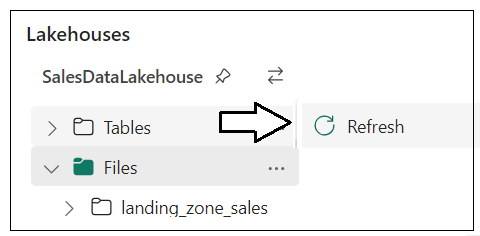 Lakehouses
SalesDataLakehouse
Tables
Refresh
Files
landing_zone_sales